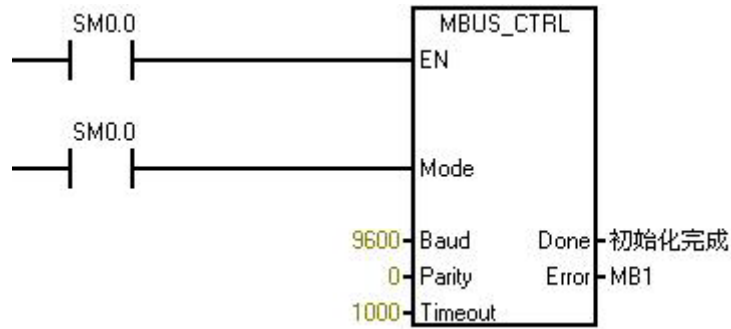 SM0.0
MBUS_CTRL
EN
SM0.0
Mode
9600 Baud Done 初始化完成
0 Parity Error MB1
1000 Timeout